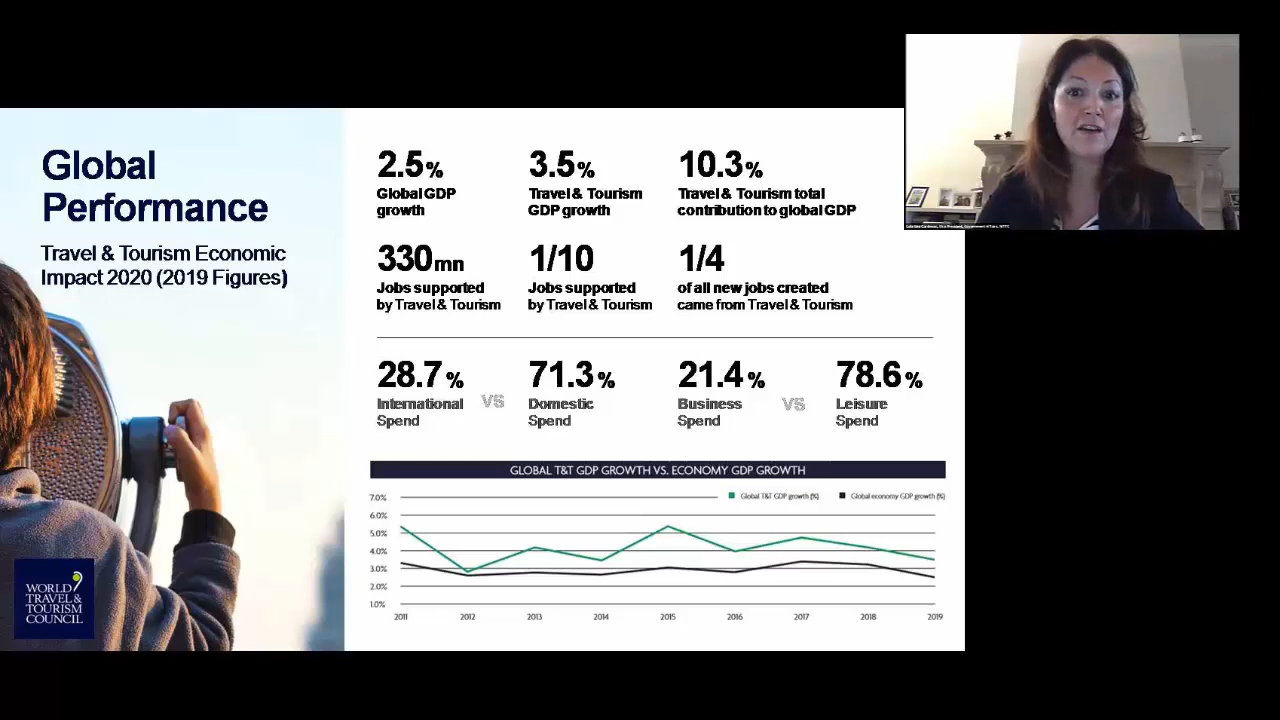 Global
Performance
Travel & Tourism Economic
Impact 2020 (2019 Figures)
WORLD
TRAVEL &
TOURISM
COUNCIL
2.5%
Global GDP
growth
3.5%
Travel & Tourism
GDP growth
10.3%
Travel & Tourism total
contribution to global GDP
330mn
Jobs supported
by Travel & Tourism
1/10
Jobs supported
by Travel & Tourism
1/4
of all new jobs created
came from Travel & Tourism
28.7%
International
Spend
VS
71.3%
Domestic
Spend
21.4%
Business
Spend
VS
78.6%
Leisure
Spend
GLOBAL T&T GDP GROWTH VS. ECONOMY GDP GROWTH
Global T&T GDP growth (%)
Global economy GDP growth (%)
7.0%
6.0%
5.0%
4.0%
3.0%
2.0%
1.0%
2011 2012 2013 2014 2015 2016 2017 2018 2019
Vice President, Government Affairs, WTTC